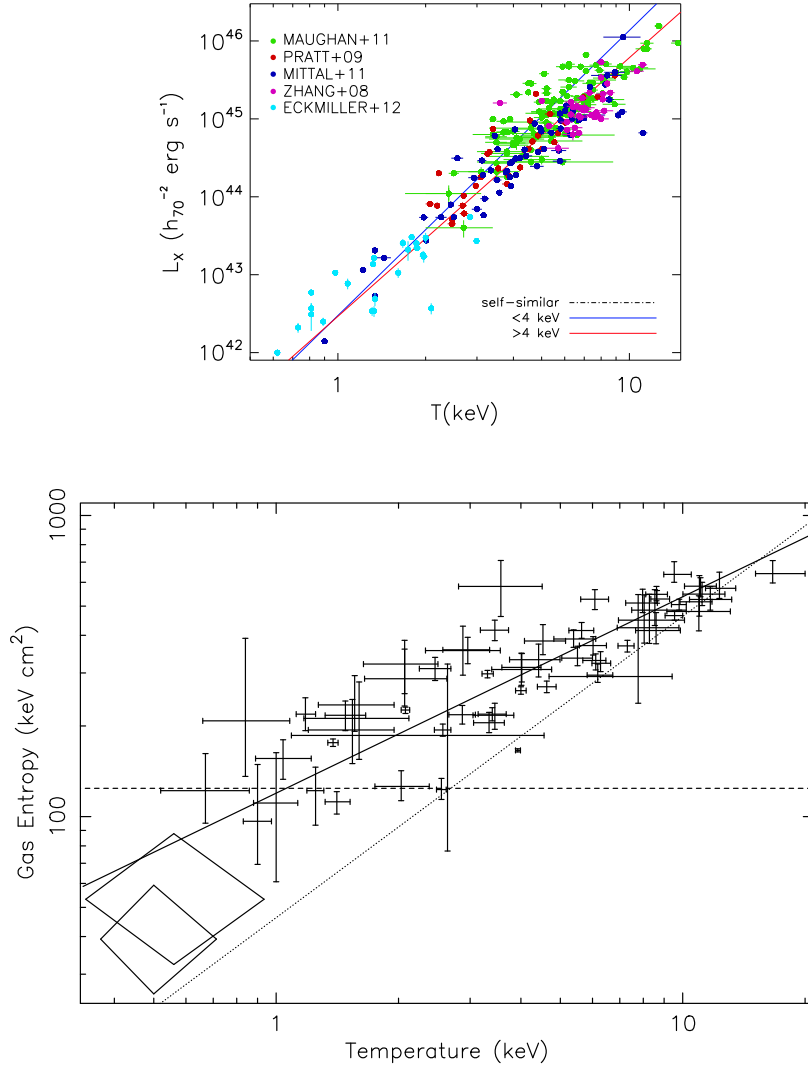 10^46
10^45
10^44
10^43
10^42
L_X (h_70^-2 erg s^-1)
MAUGHAN+11
PRATT+09
MITTAL+11
ZHANG+08
ECKMILLER+12
self-similar
<4 keV
>4 keV
1
10
T(keV)
1000
100
Gas Entropy (keV cm^2)
1
10
Temperature (keV)